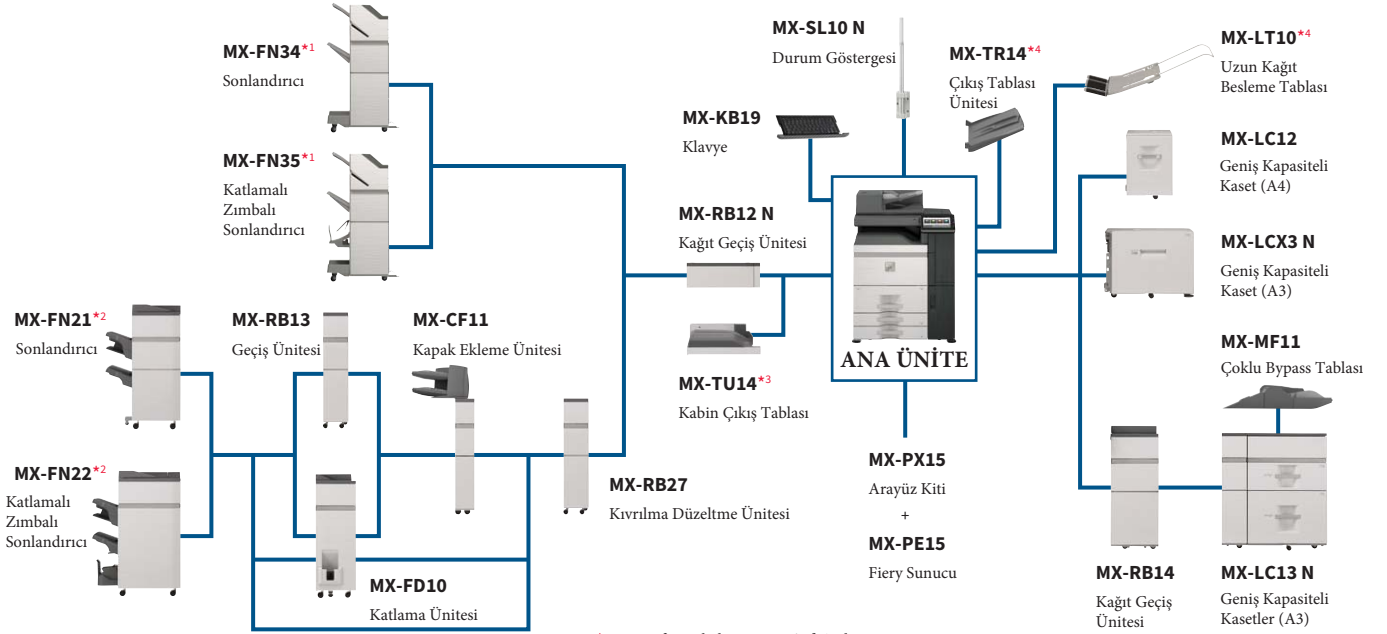 MX-FN34*1
Sonlandırıcı
MX-FN35*1
Katlamalı
Zımbalı
Sonlandırıcı
MX-SL10 N
Durum Göstergesi
MX-TR14*4
Çıkış Tablası
Ünitesi
MX-KB19
Klavye
MX-RB12 N
Kağıt Geçiş Ünitesi
MX-TU14*3
Kabin Çıkış Tablası
ANA ÜNİTE
MX-LT10*4
Uzun Kağıt
Besleme Tablası
MX-LC12
Geniş Kapasiteli
Kaset (A4)
MX-LCX3 N
Geniş Kapasiteli
Kaset (A3)
MX-MF11
Çoklu Bypass Tablası
MX-FN21*2
Sonlandırıcı
MX-RB13
Geçiş Ünitesi
MX-CF11
Kapak Ekleme Ünitesi
MX-FN22*2
Katlamalı
Zımbalı
Sonlandırıcı
MX-FD10
Katlama Ünitesi
MX-RB27
Kıvrılma Düzeltme Ünitesi
MX-PX15
Arayüz Kiti
+
MX-PE15
Fiery Sunucu
MX-RB14
Kağıt Geçiş
Ünitesi
MX-LC13 N
Geniş Kapasiteli
Kasetler (A3)